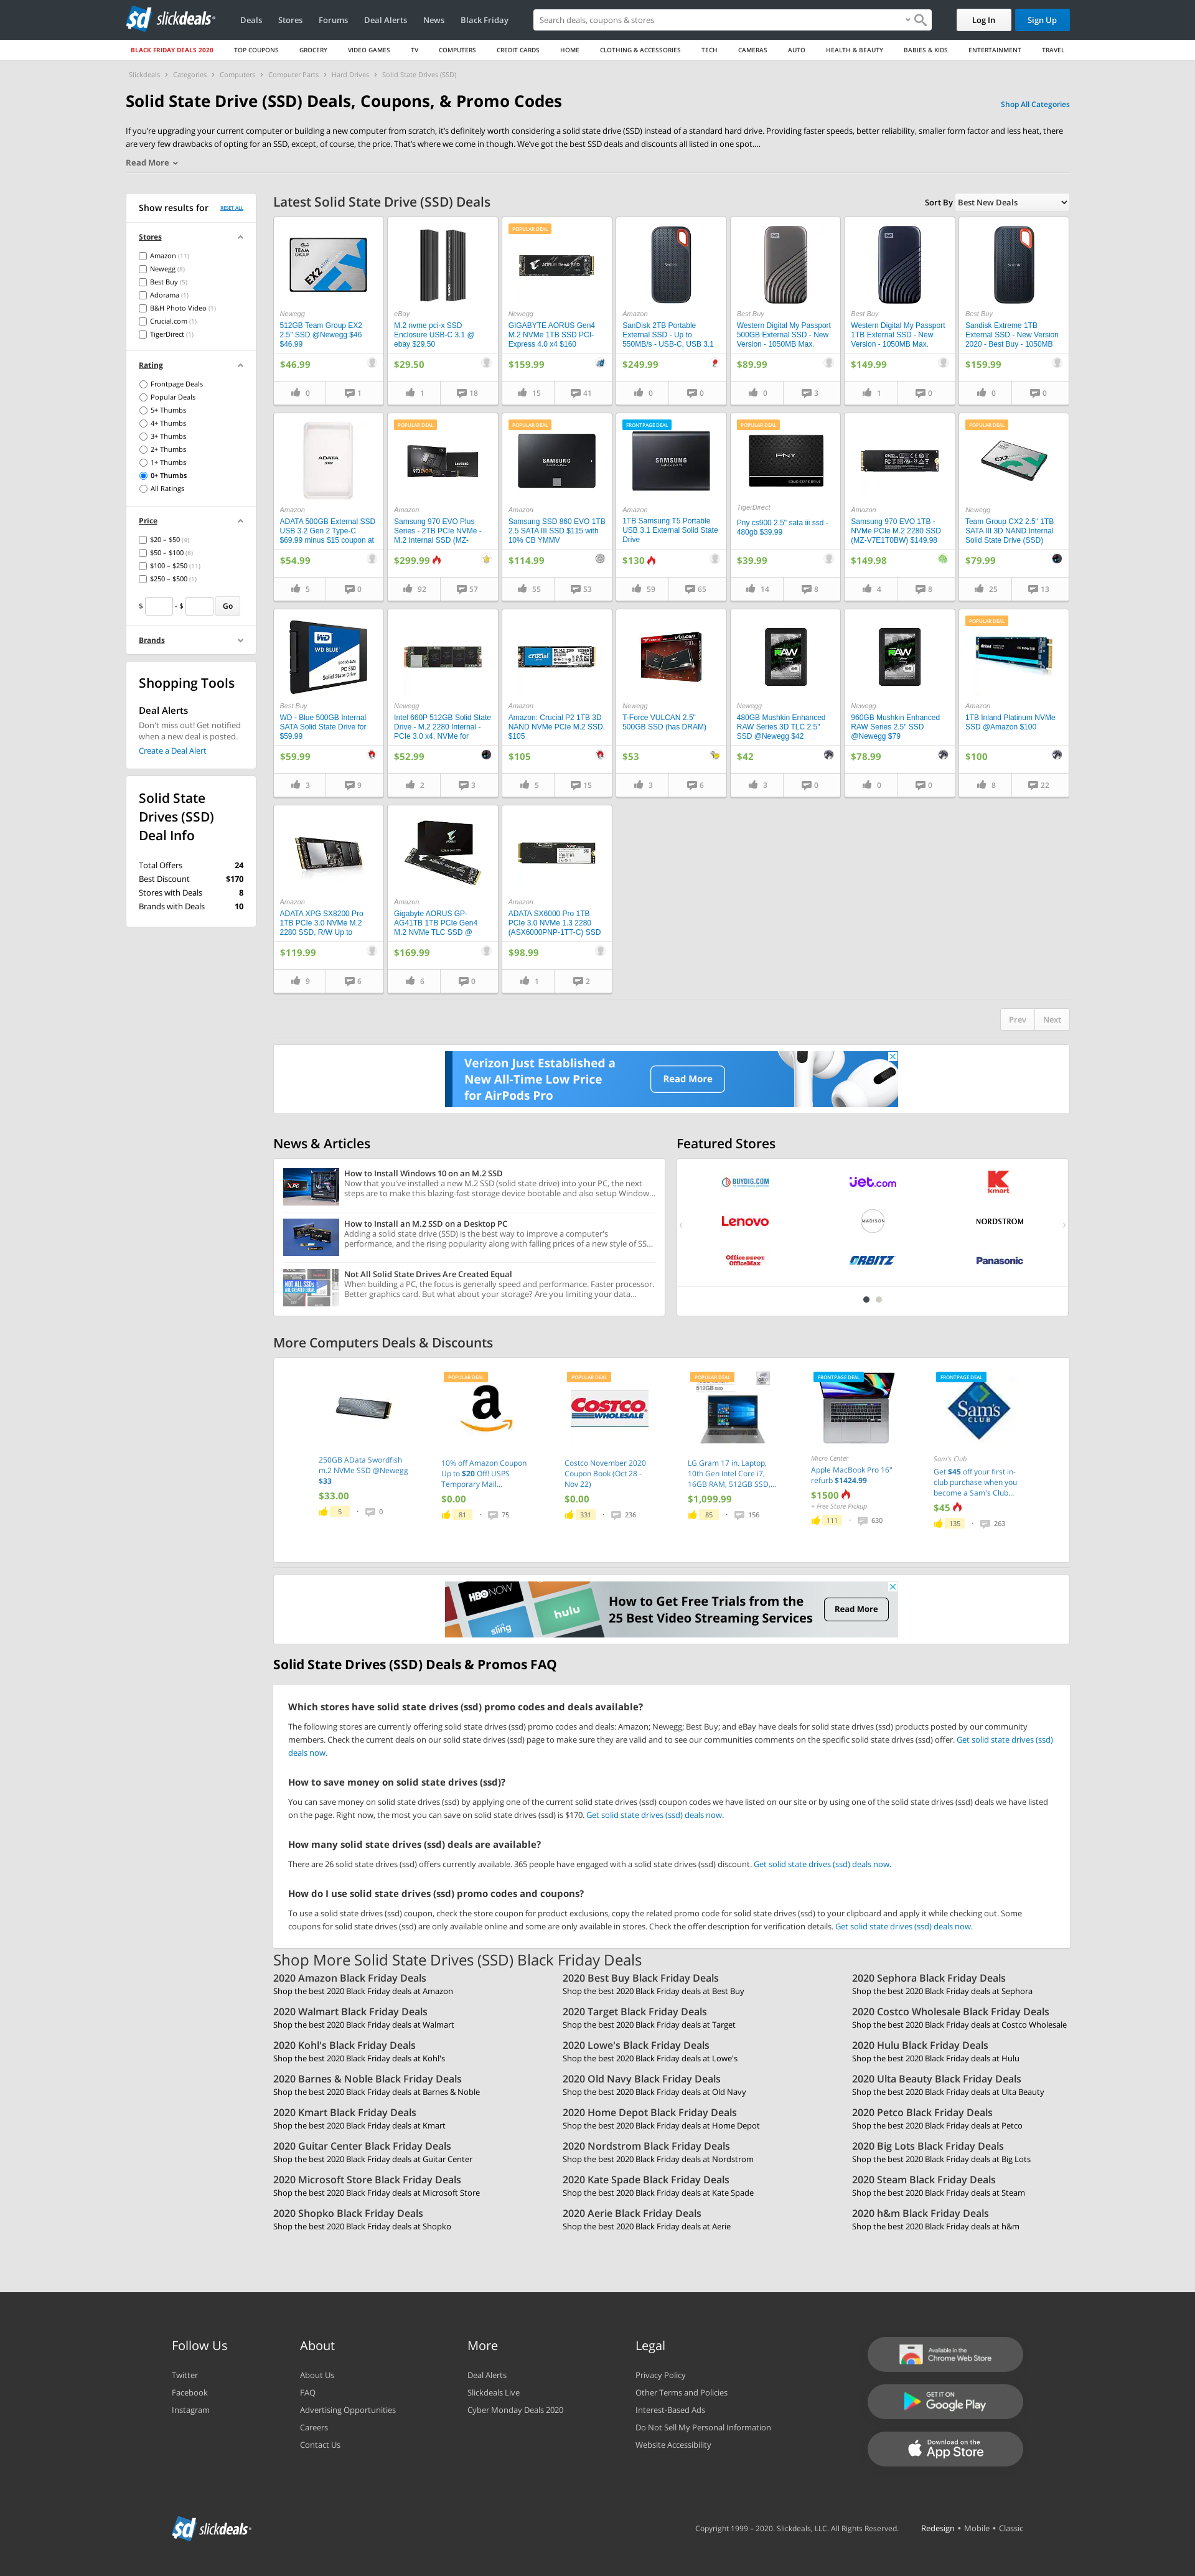 sd slickdeals
Deals Stores Forums Deal Alerts News Black Friday
Search deals, coupons & stores
Log In
Sign Up
BLACK FRIDAY DEALS 2020 TOP COUPONS GROCERY VIDEO GAMES TV COMPUTERS CREDIT CARDS HOME CLOTHING & ACCESSORIES TECH CAMERAS AUTO HEALTH & BEAUTY BABIES & KIDS ENTERTAINMENT TRAVEL
Slickdeals > Categories > Computers > Computer Parts > Hard Drives > Solid State Drives (SSD)
Solid State Drive (SSD) Deals, Coupons, & Promo Codes
Shop All Categories
If you're upgrading your current computer or building a new computer from scratch, it's definitely worth considering a solid state drive (SSD) instead of a standard hard drive. Providing faster speeds, better reliability, smaller form factor and less heat, there
are very few drawbacks of opting for an SSD, except, of course, the price. That's where we come in though. We've got the best SSD deals and discounts all listed in one spot....
Read More
Show results for RESET ALL
Stores
Amazon (11)
Newegg (8)
Best Buy (5)
Adorama (1)
B&H Photo Video (1)
Crucial.com (1)
TigerDirect (1)
Rating
Frontpage Deals
Popular Deals
5+ Thumbs
4+ Thumbs
3+ Thumbs
2+ Thumbs
1+ Thumbs
0+ Thumbs
All Ratings
Price
$20 – $50 (4)
$50 – $100 (8)
$100 – $250 (11)
$250 – $500 (1)
$ - $ Go
Brands
Shopping Tools
Deal Alerts
Don't miss out! Get notified
when a new deal is posted.
Create a Deal Alert
Solid State
Drives (SSD)
Deal Info
Total Offers 24
Best Discount $170
Stores with Deals 8
Brands with Deals 10
Latest Solid State Drive (SSD) Deals
Sort By Best New Deals
Newegg
512GB Team Group EX2
2.5" SSD @Newegg $46
$46.99
$46.99
0 0
eBay
M.2 nvme pci-x SSD
Enclosure USB-C 3.1 @
ebay $29.50
$29.50
1 18
POPULAR DEAL
Newegg
GIGABYTE AORUS Gen4
M.2 NVMe 1TB SSD PCI-
Express 4.0 x4 $160
$159.99
15 41
Amazon
SanDisk 2TB Portable
External SSD - Up to
550MB/s - USB-C, USB 3.1
$249.99
0 0
Best Buy
Western Digital My Passport
500GB External SSD - New
Version - 1050MB Max.
$89.99
0 3
Best Buy
Western Digital My Passport
1TB External SSD - New
Version - 1050MB Max.
$149.99
1 0
Best Buy
Sandisk Extreme 1TB
External SSD - New Version
2020 - Best Buy - 1050MB
$159.99
0 0
Amazon
ADATA 500GB External SSD
USB 3.2 Gen 2 Type-C
$69.99 minus $15 coupon at
$54.99
5 0
POPULAR DEAL
Amazon
Samsung 970 EVO Plus
Series - 2TB PCIe NVMe -
M.2 Internal SSD (MZ-
$299.99
92 57
POPULAR DEAL
SAMSUNG
Amazon
Samsung SSD 860 EVO 1TB
2.5 SATA III SSD $115 with
10% CB YMMV
$114.99
55 53
FRONTPAGE DEAL
SAMSUNG
Amazon
1TB Samsung T5 Portable
USB 3.1 External Solid State
Drive
$130
59 65
POPULAR DEAL
PNY
TigerDirect
Pny cs900 2.5" sata iii ssd -
480gb $39.99
$39.99
14 8
Amazon
Samsung 970 EVO 1TB -
NVMe PCIe M.2 2280 SSD
(MZ-V7E1T0BW) $149.98
$149.98
4 8
POPULAR DEAL
Newegg
Team Group CX2 2.5" 1TB
SATA III 3D NAND Internal
Solid State Drive (SSD)
$79.99
25 13
Best Buy
WD - Blue 500GB Internal
SATA Solid State Drive for
$59.99
$59.99
3 9
Newegg
Intel 660P 512GB Solid State
Drive - M.2 2280 Internal -
PCIe 3.0 x4, NVMe for
$52.99
2 3
Amazon
Amazon: Crucial P2 1TB 3D
NAND NVMe PCIe M.2 SSD,
$105
$105
5 15
Newegg
T-Force VULCAN 2.5"
500GB SSD (has DRAM)
$53
3 6
Newegg
480GB Mushkin Enhanced
RAW Series 3D TLC 2.5"
SSD @Newegg $42
$42
3 0
Newegg
960GB Mushkin Enhanced
RAW Series 2.5" SSD
@Newegg $79
$78.99
0 0
POPULAR DEAL
Amazon
1TB Inland Platinum NVMe
SSD @Amazon $100
$100
8 22
Amazon
ADATA XPG SX8200 Pro
1TB PCIe 3.0 NVMe M.2
2280 SSD, R/W Up to
$119.99
9 6
Amazon
Gigabyte AORUS GP-
AG41TB 1TB PCIe Gen4
M.2 NVMe TLC SSD @
$169.99
6 0
Amazon
ADATA SX6000 Pro 1TB
PCIe 3.0 NVMe 1.3 2280
(ASX6000PNP-1TT-C) SSD
$98.99
1 2
Prev Next
Verizon Just Established a
New All-Time Low Price
for AirPods Pro
Read More
News & Articles
How to Install Windows 10 on an M.2 SSD
Now that you've installed a new M.2 SSD (solid state drive) into your PC, the next
steps are to make this blazing-fast storage device bootable and also setup Window...
How to Install an M.2 SSD on a Desktop PC
Adding a solid state drive (SSD) is the best way to improve a computer's
performance, and the rising popularity along with falling prices of a new style of SS...
Not All Solid State Drives Are Created Equal
When building a PC, the focus is generally speed and performance. Faster processor.
Better graphics card. But what about your storage? Are you limiting your data...
Featured Stores
BUYDIG.COM jet.com kmart
Lenovo MADISON NORDSTROM
Office DEPOT OfficeMax ORBITZ Panasonic
More Computers Deals & Discounts
250GB AData Swordfish
m.2 NVMe SSD @Newegg
$33
$33.00
5 · 0
POPULAR DEAL
10% off Amazon Coupon
Up to $20 Off! USPS
Temporary Mail...
$0.00
81 · 75
POPULAR DEAL
COSTCO WHOLESALE
Costco November 2020
Coupon Book (Oct 28 -
Nov 22)
$0.00
331 · 236
POPULAR DEAL
LG Gram 17 in. Laptop,
10th Gen Intel Core i7,
16GB RAM, 512GB SSD,...
$1,099.99
85 · 156
FRONTPAGE DEAL
Micro Center
Apple MacBook Pro 16"
refurb $1424.99
$1500
+ Free Store Pickup
111 · 630
FRONTPAGE DEAL
Sam's CLUB
Sam's Club
Get $45 off your first in-
club purchase when you
become a Sam's Club...
$45
135 · 263
HBO NOW
sling
hulu
How to Get Free Trials from the
25 Best Video Streaming Services
Read More
Solid State Drives (SSD) Deals & Promos FAQ
Which stores have solid state drives (ssd) promo codes and deals available?
The following stores are currently offering solid state drives (ssd) promo codes and deals: Amazon; Newegg; Best Buy; and eBay have deals for solid state drives (ssd) products posted by our community
members. Check the current deals on our solid state drives (ssd) page to make sure they are valid and to see our communities comments on the specific solid state drives (ssd) offer. Get solid state drives (ssd)
deals now.
How to save money on solid state drives (ssd)?
You can save money on solid state drives (ssd) by applying one of the current solid state drives (ssd) coupon codes we have listed on our site or by using one of the solid state drives (ssd) deals we have listed
on the page. Right now, the most you can save on solid state drives (ssd) is $170. Get solid state drives (ssd) deals now.
How many solid state drives (ssd) deals are available?
There are 26 solid state drives (ssd) offers currently available. 365 people have engaged with a solid state drives (ssd) discount. Get solid state drives (ssd) deals now.
How do I use solid state drives (ssd) promo codes and coupons?
To use a solid state drives (ssd) coupon, check the store coupon for product exclusions, copy the related promo code for solid state drives (ssd) to your clipboard and apply it while checking out. Some
coupons for solid state drives (ssd) are only available online and some are only available in stores. Check the offer description for verification details. Get solid state drives (ssd) deals now.
Shop More Solid State Drives (SSD) Black Friday Deals
2020 Amazon Black Friday Deals
Shop the best 2020 Black Friday deals at Amazon
2020 Best Buy Black Friday Deals
Shop the best 2020 Black Friday deals at Best Buy
2020 Sephora Black Friday Deals
Shop the best 2020 Black Friday deals at Sephora
2020 Walmart Black Friday Deals
Shop the best 2020 Black Friday deals at Walmart
2020 Target Black Friday Deals
Shop the best 2020 Black Friday deals at Target
2020 Costco Wholesale Black Friday Deals
Shop the best 2020 Black Friday deals at Costco Wholesale
2020 Kohl's Black Friday Deals
Shop the best 2020 Black Friday deals at Kohl's
2020 Lowe's Black Friday Deals
Shop the best 2020 Black Friday deals at Lowe's
2020 Hulu Black Friday Deals
Shop the best 2020 Black Friday deals at Hulu
2020 Barnes & Noble Black Friday Deals
Shop the best 2020 Black Friday deals at Barnes & Noble
2020 Old Navy Black Friday Deals
Shop the best 2020 Black Friday deals at Old Navy
2020 Ulta Beauty Black Friday Deals
Shop the best 2020 Black Friday deals at Ulta Beauty
2020 Kmart Black Friday Deals
Shop the best 2020 Black Friday deals at Kmart
2020 Home Depot Black Friday Deals
Shop the best 2020 Black Friday deals at Home Depot
2020 Petco Black Friday Deals
Shop the best 2020 Black Friday deals at Petco
2020 Guitar Center Black Friday Deals
Shop the best 2020 Black Friday deals at Guitar Center
2020 Nordstrom Black Friday Deals
Shop the best 2020 Black Friday deals at Nordstrom
2020 Big Lots Black Friday Deals
Shop the best 2020 Black Friday deals at Big Lots
2020 Microsoft Store Black Friday Deals
Shop the best 2020 Black Friday deals at Microsoft Store
2020 Kate Spade Black Friday Deals
Shop the best 2020 Black Friday deals at Kate Spade
2020 Steam Black Friday Deals
Shop the best 2020 Black Friday deals at Steam
2020 Shopko Black Friday Deals
Shop the best 2020 Black Friday deals at Shopko
2020 Aerie Black Friday Deals
Shop the best 2020 Black Friday deals at Aerie
2020 h&m Black Friday Deals
Shop the best 2020 Black Friday deals at h&m
Follow Us
Twitter
Facebook
Instagram
About
About Us
FAQ
Advertising Opportunities
Careers
Contact Us
More
Deal Alerts
Slickdeals Live
Cyber Monday Deals 2020
Legal
Privacy Policy
Other Terms and Policies
Interest-Based Ads
Do Not Sell My Personal Information
Website Accessibility
Available in the
Chrome Web Store
GET IT ON
Google Play
Download on the
App Store
sd slickdeals
Copyright 1999 – 2020. Slickdeals, LLC. All Rights Reserved. Redesign • Mobile • Classic